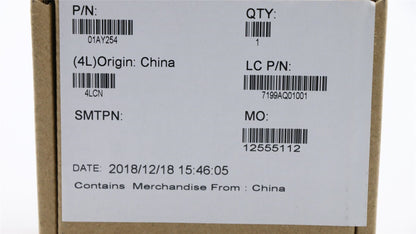 P/N:
01AY254
QTY:
1
(4L)Origin: China
4LCN
LC P/N:
7199AQ01001
SMTPN:
MO:
12555112
DATE: 2018/12/18 15:46:05
Contains Merchandise From : China